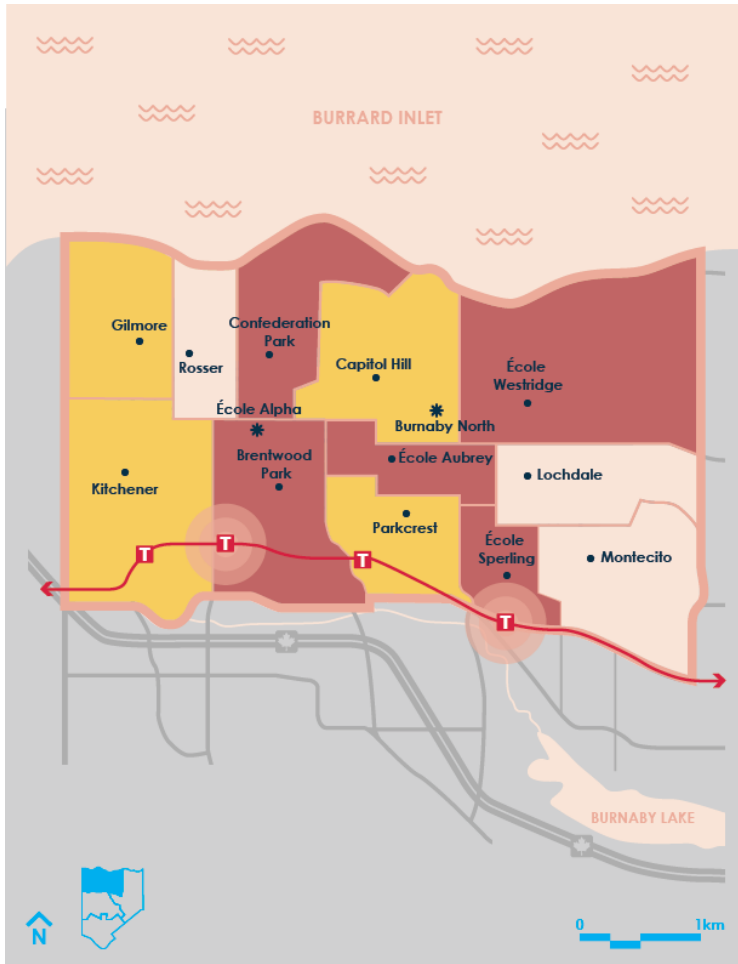 BURRARD INLET
Gilmore
Confederation
Park
Rosser
Capitol Hill
École
Westridge
École Alpha
Burnaby North
Brentwood
Park
École Aubrey
Lochdale
Kitchener
Parkcrest
École
Sperling
Montecito
T
T
T
T
BURNABY LAKE
N
0
1km